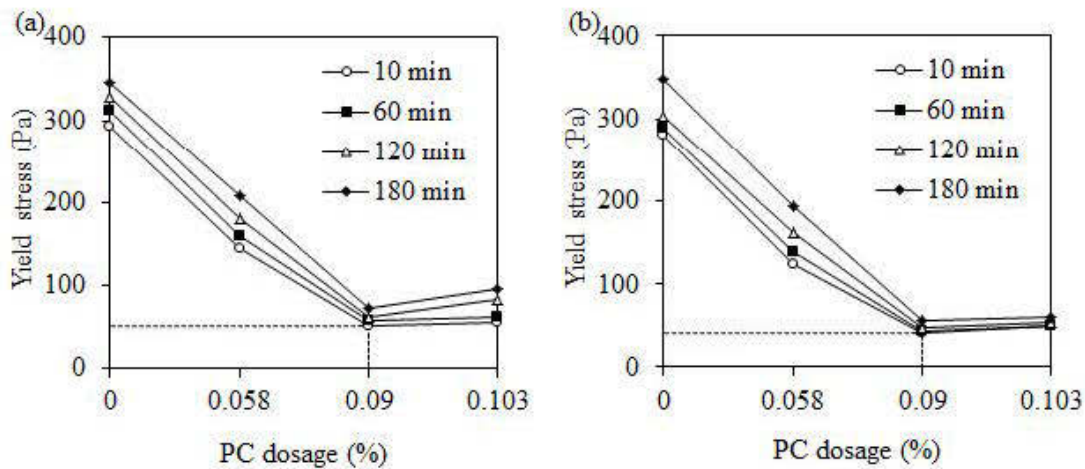 (a)
400
300
200
100
0
Yield stress (Pa)
10 min
60 min
120 min
180 min
0 0.058 0.09 0.103
PC dosage (%)
(b)
400
300
200
100
0
Yield stress (Pa)
10 min
60 min
120 min
180 min
0 0.058 0.09 0.103
PC dosage (%)